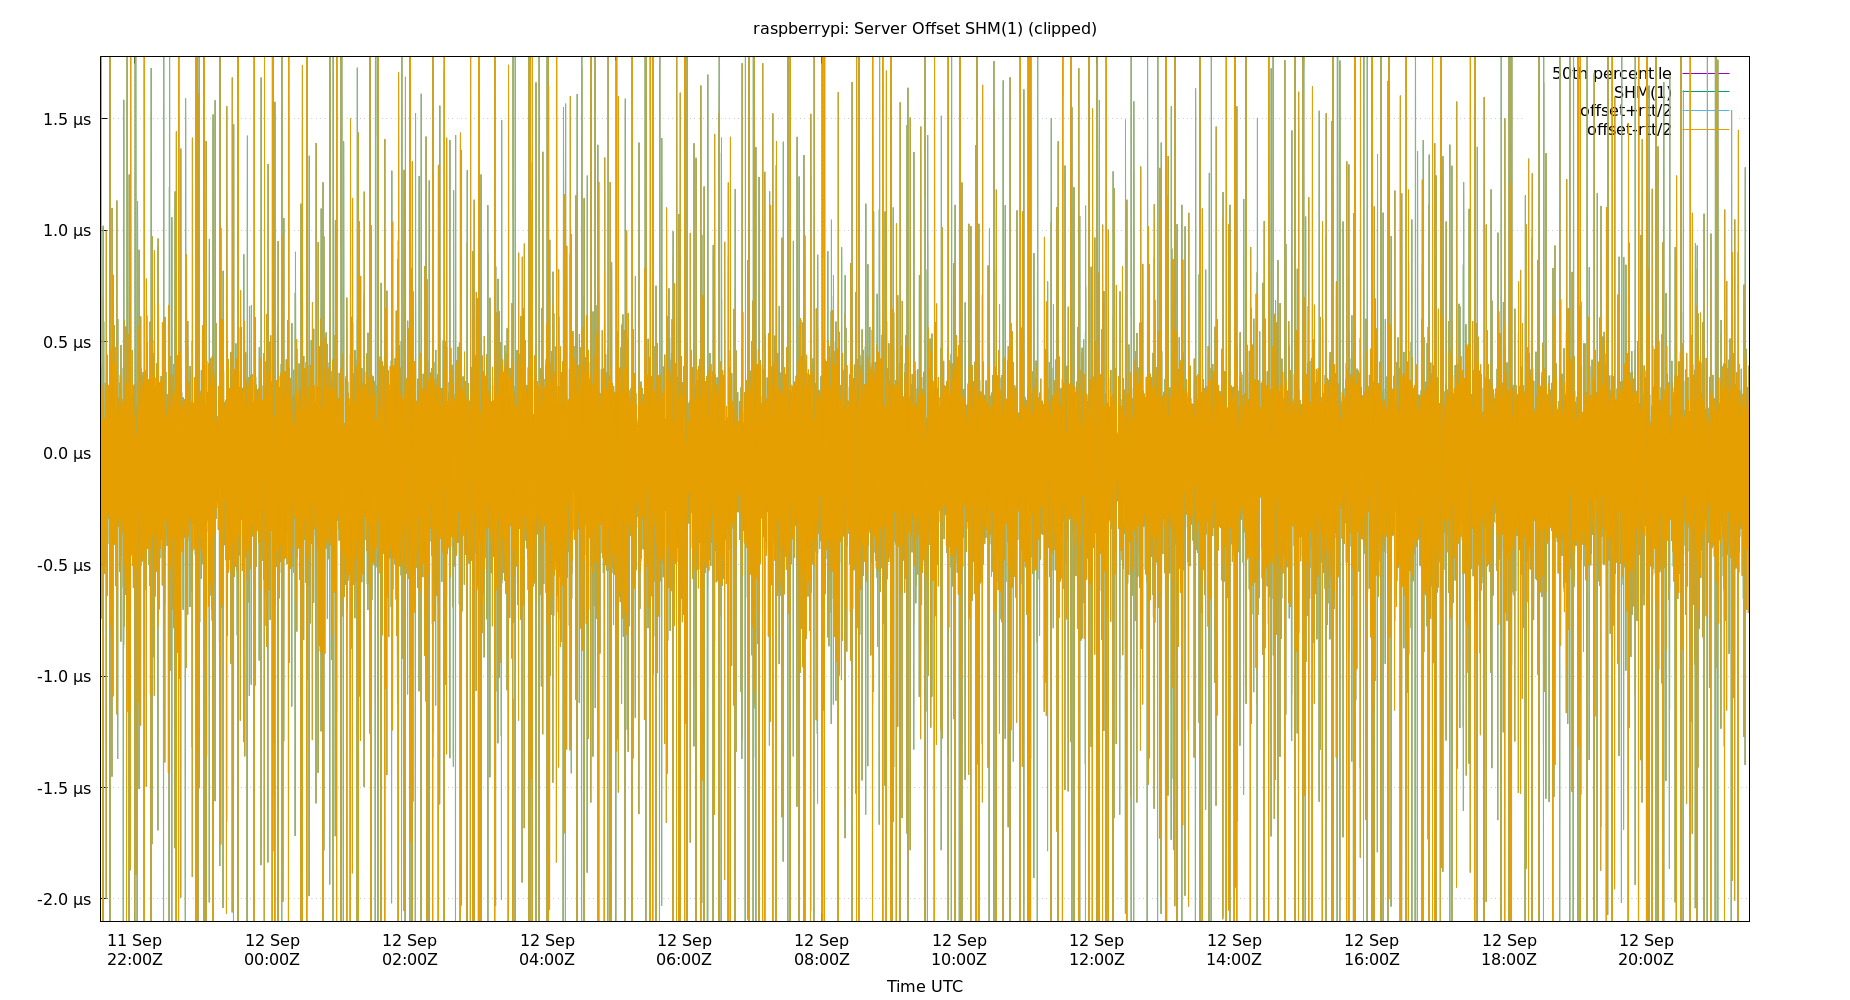 raspberrypi: Server Offset SHM(1) (clipped)
50th percentile
SHM(1)
offset+rtt/2
offset-rtt/2
1.5 µs
1.0 µs
0.5 µs
0.0 µs
-0.5 µs
-1.0 µs
-1.5 µs
-2.0 µs
11 Sep 12 Sep 12 Sep 12 Sep 12 Sep 12 Sep 12 Sep 12 Sep 12 Sep 12 Sep 12 Sep 12 Sep
22:00Z 00:00Z 02:00Z 04:00Z 06:00Z 08:00Z 10:00Z 12:00Z 14:00Z 16:00Z 18:00Z 20:00Z
Time UTC